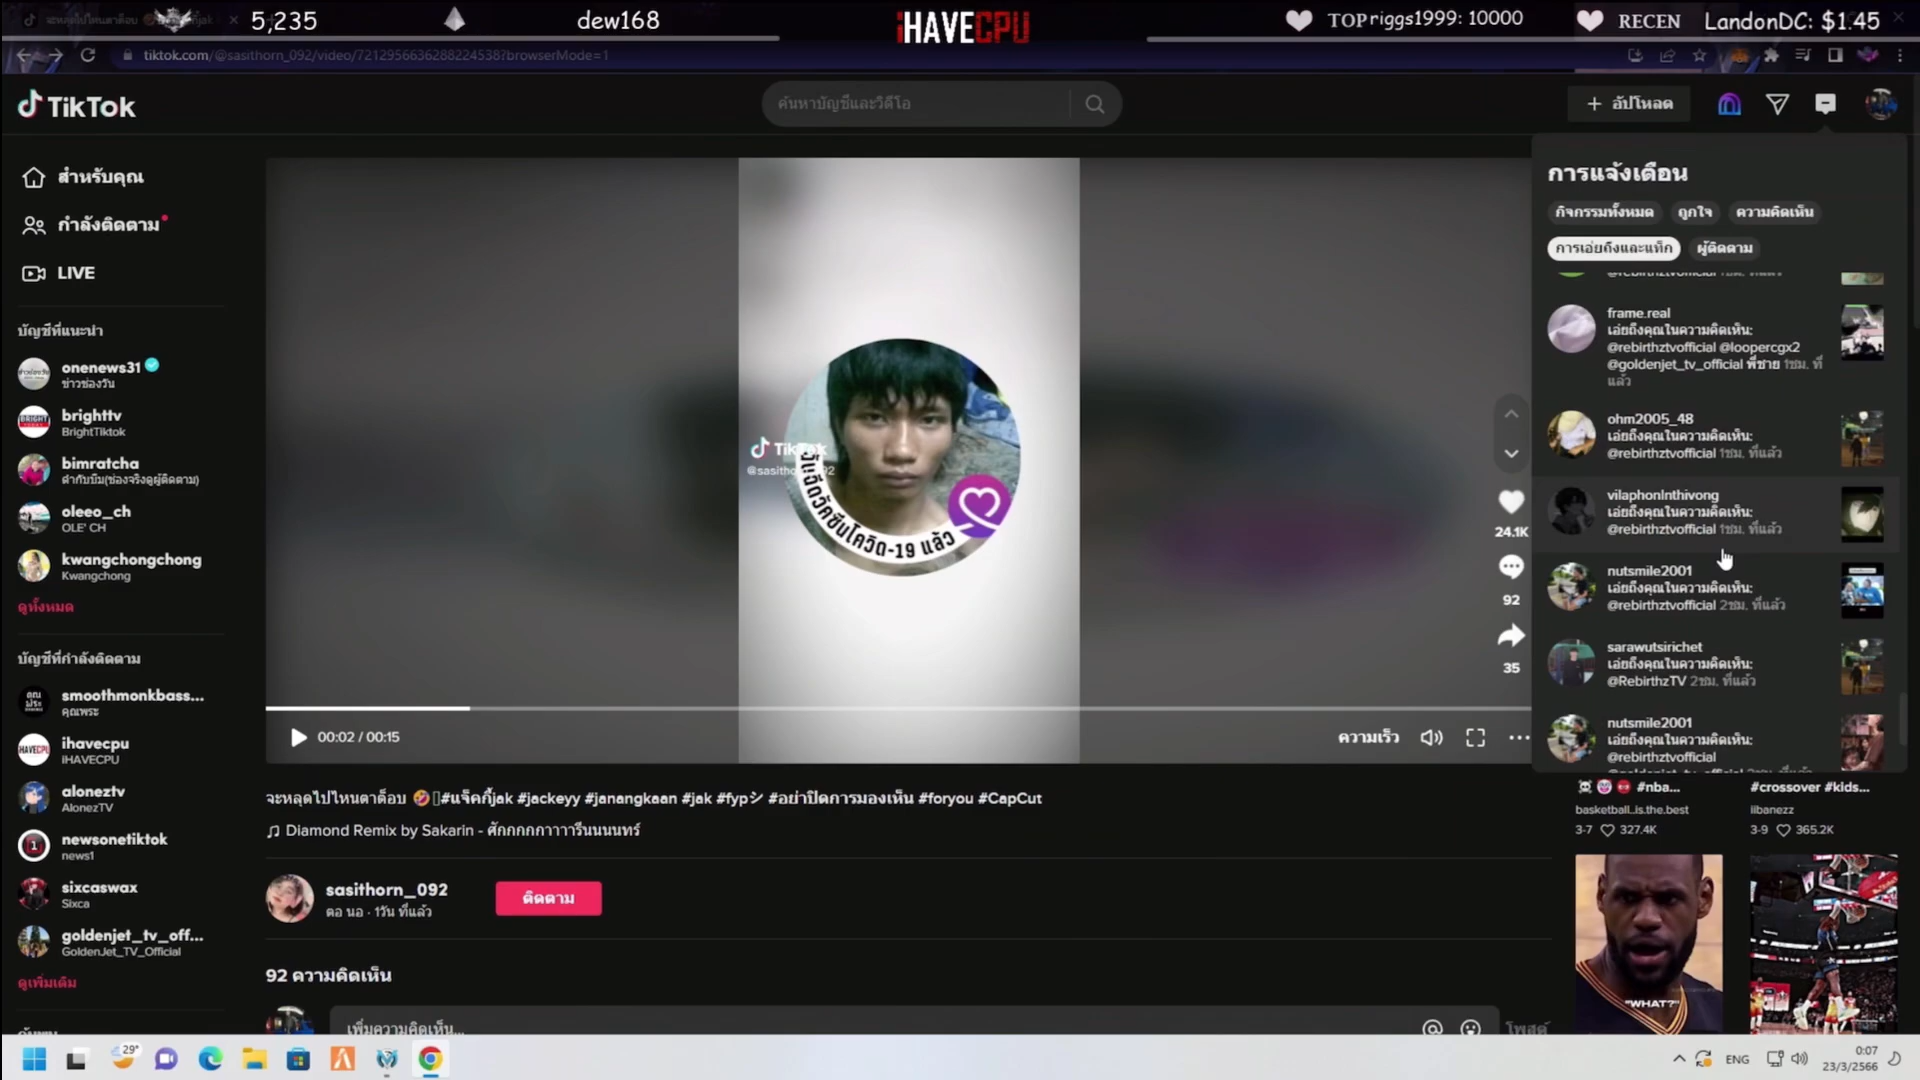 5,235
dew168
iHAVECPU
TOP riggs1999: 10000
RECEN LandonDC: $1.45
tiktok.com/@sasithorn_092/video/7212956636288224538?browserMode=1
TikTok
ค้นหาบัญชีและวิดีโอ
+ อัปโหลด
สำหรับคุณ
กำลังติดตาม
LIVE
บัญชีที่แนะนำ
onenews31
ข่าวช่องวัน
brighttv
BrightTiktok
bimratcha
ดำกับบิม(ช่องจริงดูผู้ติดตาม)
oleeo_ch
OLE' CH
kwangchongchong
Kwangchong
ดูทั้งหมด
บัญชีที่กำลังติดตาม
smoothmonkbass...
คุณพระ
ihavecpu
IHAVECPU
aloneztv
AlonezTV
newsonetiktok
news1
sixcaswax
Sixca
goldenjet_tv_off...
GoldenJet_TV_Official
ดูเพิ่มเติม
TikTok
@sasithorn_092
ฉันฉีดวัคซีนโควิด-19 แล้ว
24.1K
92
35
00:02 / 00:15
ความเร็ว
จะหลุดไปไหนตาต็อบ 🤣 #แจ็คกี้jak #jackeyy #janangkaan #jak #fypシ #อย่าปิดการมองเห็น #foryou #CapCut
♫ Diamond Remix by Sakarin - ศักกกกกาาาารีนนนนทร์
sasithorn_092
ตอ นอ · 1วัน ที่แล้ว
ติดตาม
92 ความคิดเห็น
เพิ่มความคิดเห็น...
โพสต์
การแจ้งเตือน
กิจกรรมทั้งหมด
ถูกใจ
ความคิดเห็น
การเอ่ยถึงและแท็ก
ผู้ติดตาม
frame.real
เอ่ยถึงคุณในความคิดเห็น:
@rebirthztvofficial @loopercgx2
@goldenjet_tv_official พี่ชาย 1ชม. ที่
แล้ว
ohm2005_48
เอ่ยถึงคุณในความคิดเห็น:
@rebirthztvofficial 1ชม. ที่แล้ว
vilaphonlnthivong
เอ่ยถึงคุณในความคิดเห็น:
@rebirthztvofficial 1ชม. ที่แล้ว
nutsmile2001
เอ่ยถึงคุณในความคิดเห็น:
@rebirthztvofficial 2ชม. ที่แล้ว
sarawutsirichet
เอ่ยถึงคุณในความคิดเห็น:
@RebirthzTV 2ชม. ที่แล้ว
nutsmile2001
เอ่ยถึงคุณในความคิดเห็น:
@rebirthztvofficial
☠ #nba...
basketball..is.the.best
3-7 327.4K
#crossover #kids...
iibanezz
3-9 365.2K
"WHAT?"
29°
ENG
0:07
23/3/2566